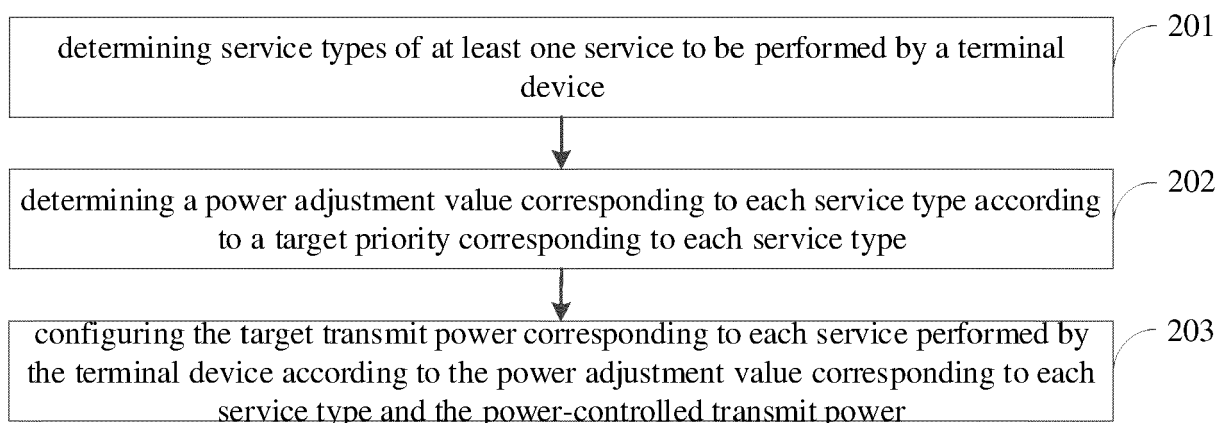 determining service types of at least one service to be performed by a terminal
device
201
determining a power adjustment value corresponding to each service type according
to a target priority corresponding to each service type
202
configuring the target transmit power corresponding to each service performed by
the terminal device according to the power adjustment value corresponding to each
service type and the power-controlled transmit power
203